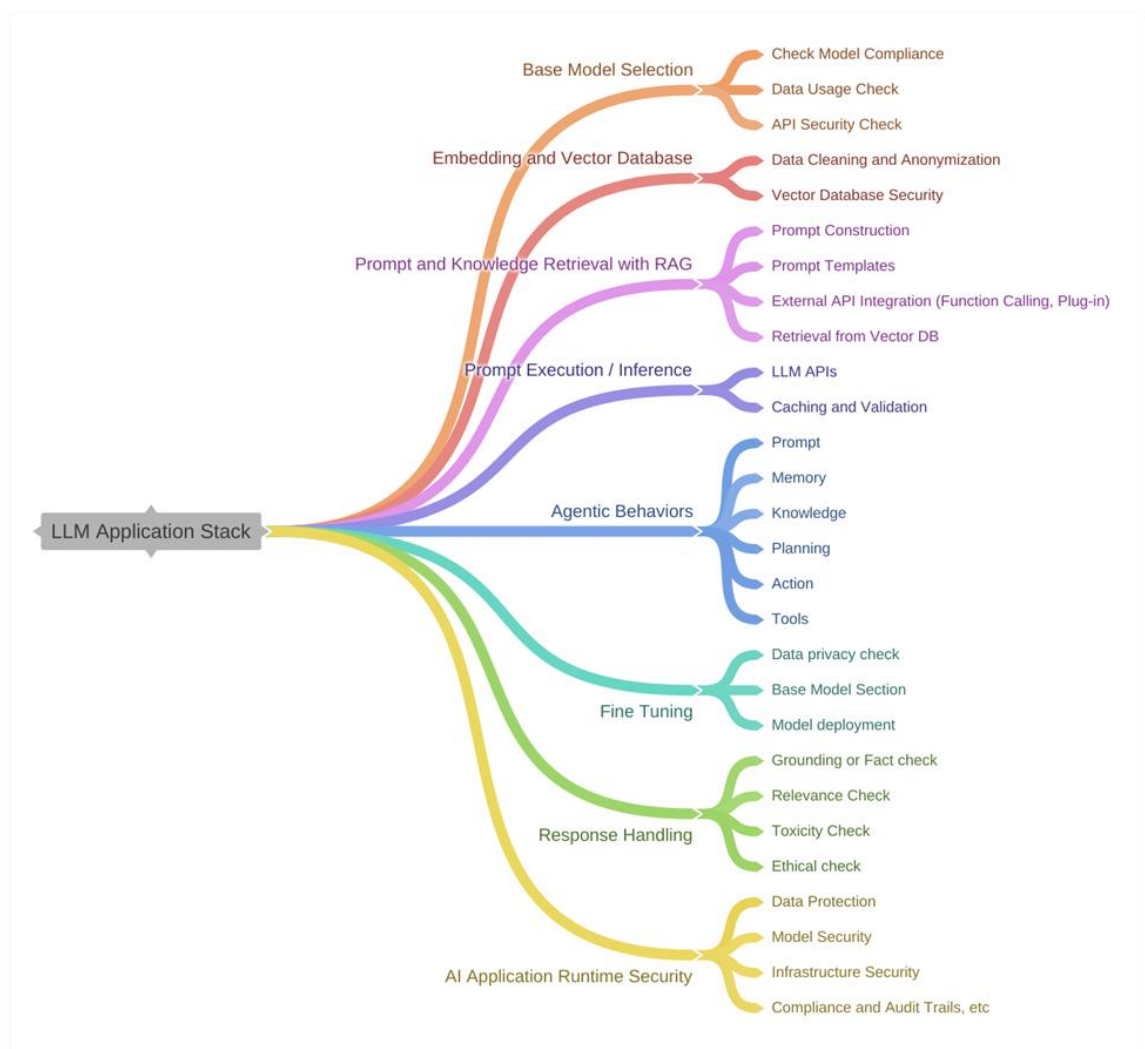 LLM Application Stack
Base Model Selection
Check Model Compliance
Data Usage Check
API Security Check
Embedding and Vector Database
Data Cleaning and Anonymization
Vector Database Security
Prompt and Knowledge Retrieval with RAG
Prompt Construction
Prompt Templates
External API Integration (Function Calling, Plug-in)
Retrieval from Vector DB
Prompt Execution / Inference
LLM APIs
Caching and Validation
Agentic Behaviors
Prompt
Memory
Knowledge
Planning
Action
Tools
Fine Tuning
Data privacy check
Base Model Section
Model deployment
Response Handling
Grounding or Fact check
Relevance Check
Toxicity Check
Ethical check
AI Application Runtime Security
Data Protection
Model Security
Infrastructure Security
Compliance and Audit Trails, etc